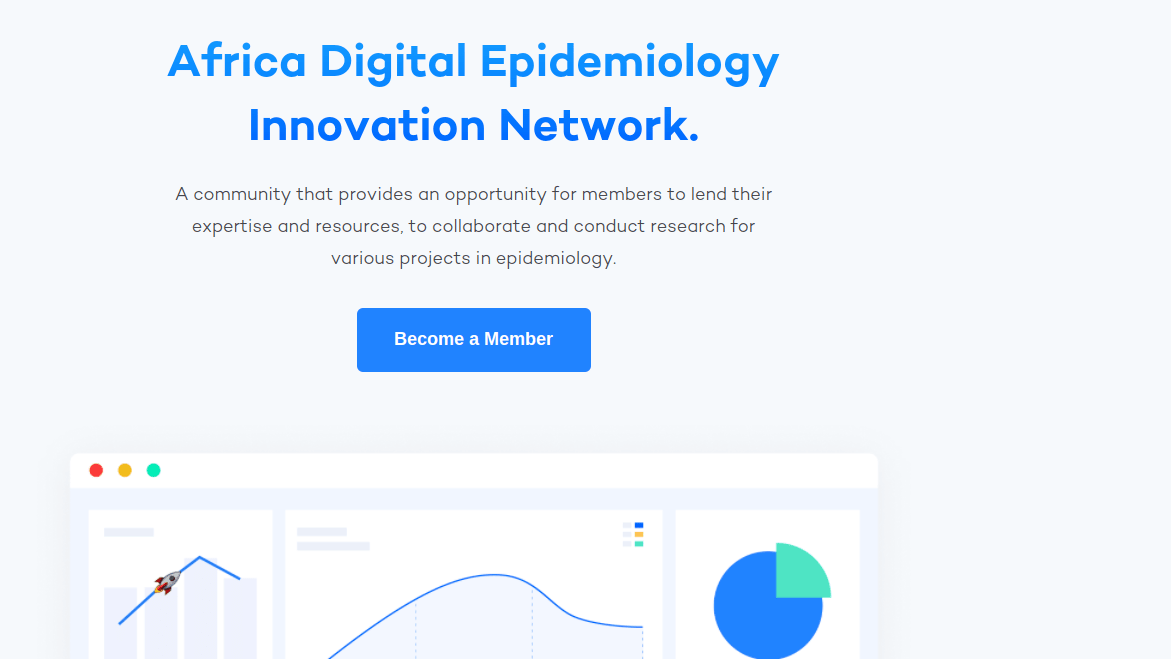 Africa Digital Epidemiology
Innovation Network.
A community that provides an opportunity for members to lend their
expertise and resources, to collaborate and conduct research for
various projects in epidemiology.
Become a Member